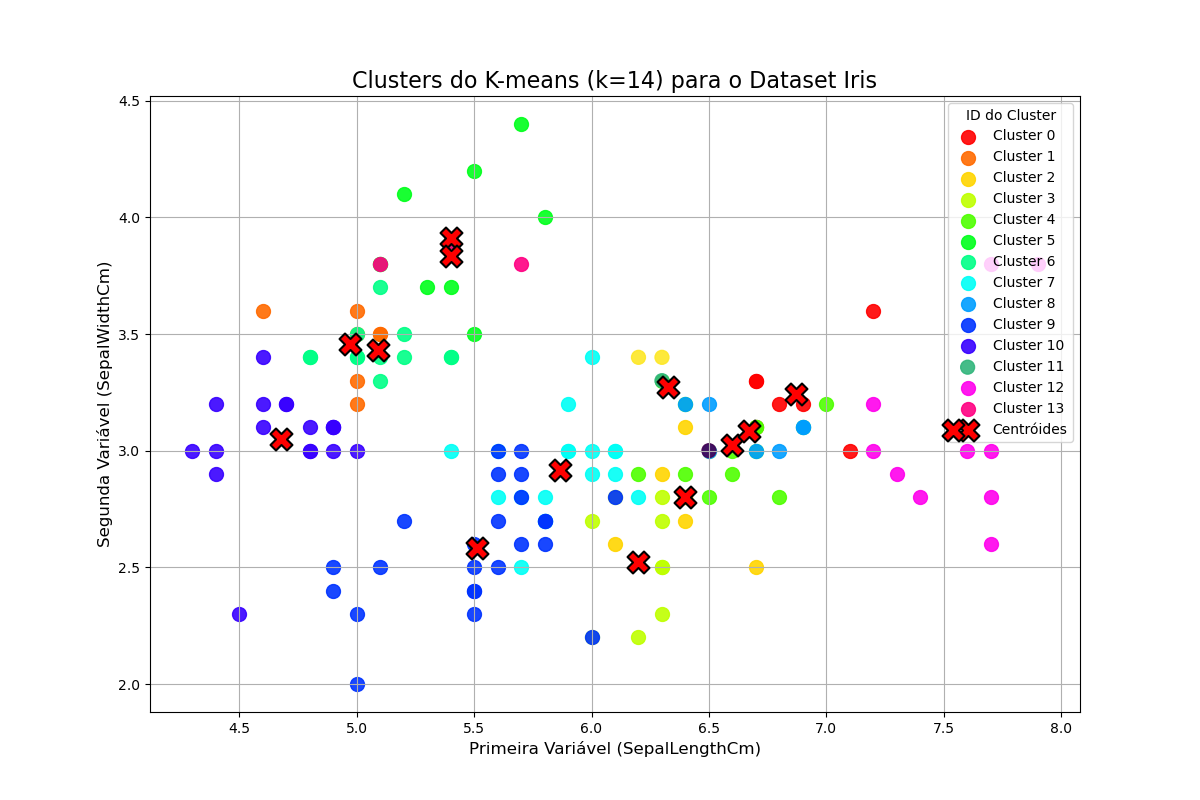 Clusters do K-means (k=14) para o Dataset Iris
ID do Cluster
Cluster 0
Cluster 1
Cluster 2
Cluster 3
Cluster 4
Cluster 5
Cluster 6
Cluster 7
Cluster 8
Cluster 9
Cluster 10
Cluster 11
Cluster 12
Cluster 13
Centróides
Segunda Variável (SepalWidthCm)
4.5
4.0
3.5
3.0
2.5
2.0
4.5 5.0 5.5 6.0 6.5 7.0 7.5 8.0
Primeira Variável (SepalLengthCm)